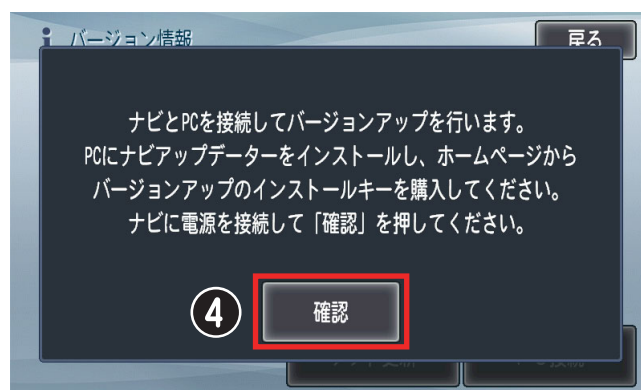 バージョン情報
戻る
ナビとPCを接続してバージョンアップを行います。
PCにナビアップデーターをインストールし、ホームページから
バージョンアップのインストールキーを購入してください。
ナビに電源を接続して「確認」を押してください。
④ 確認